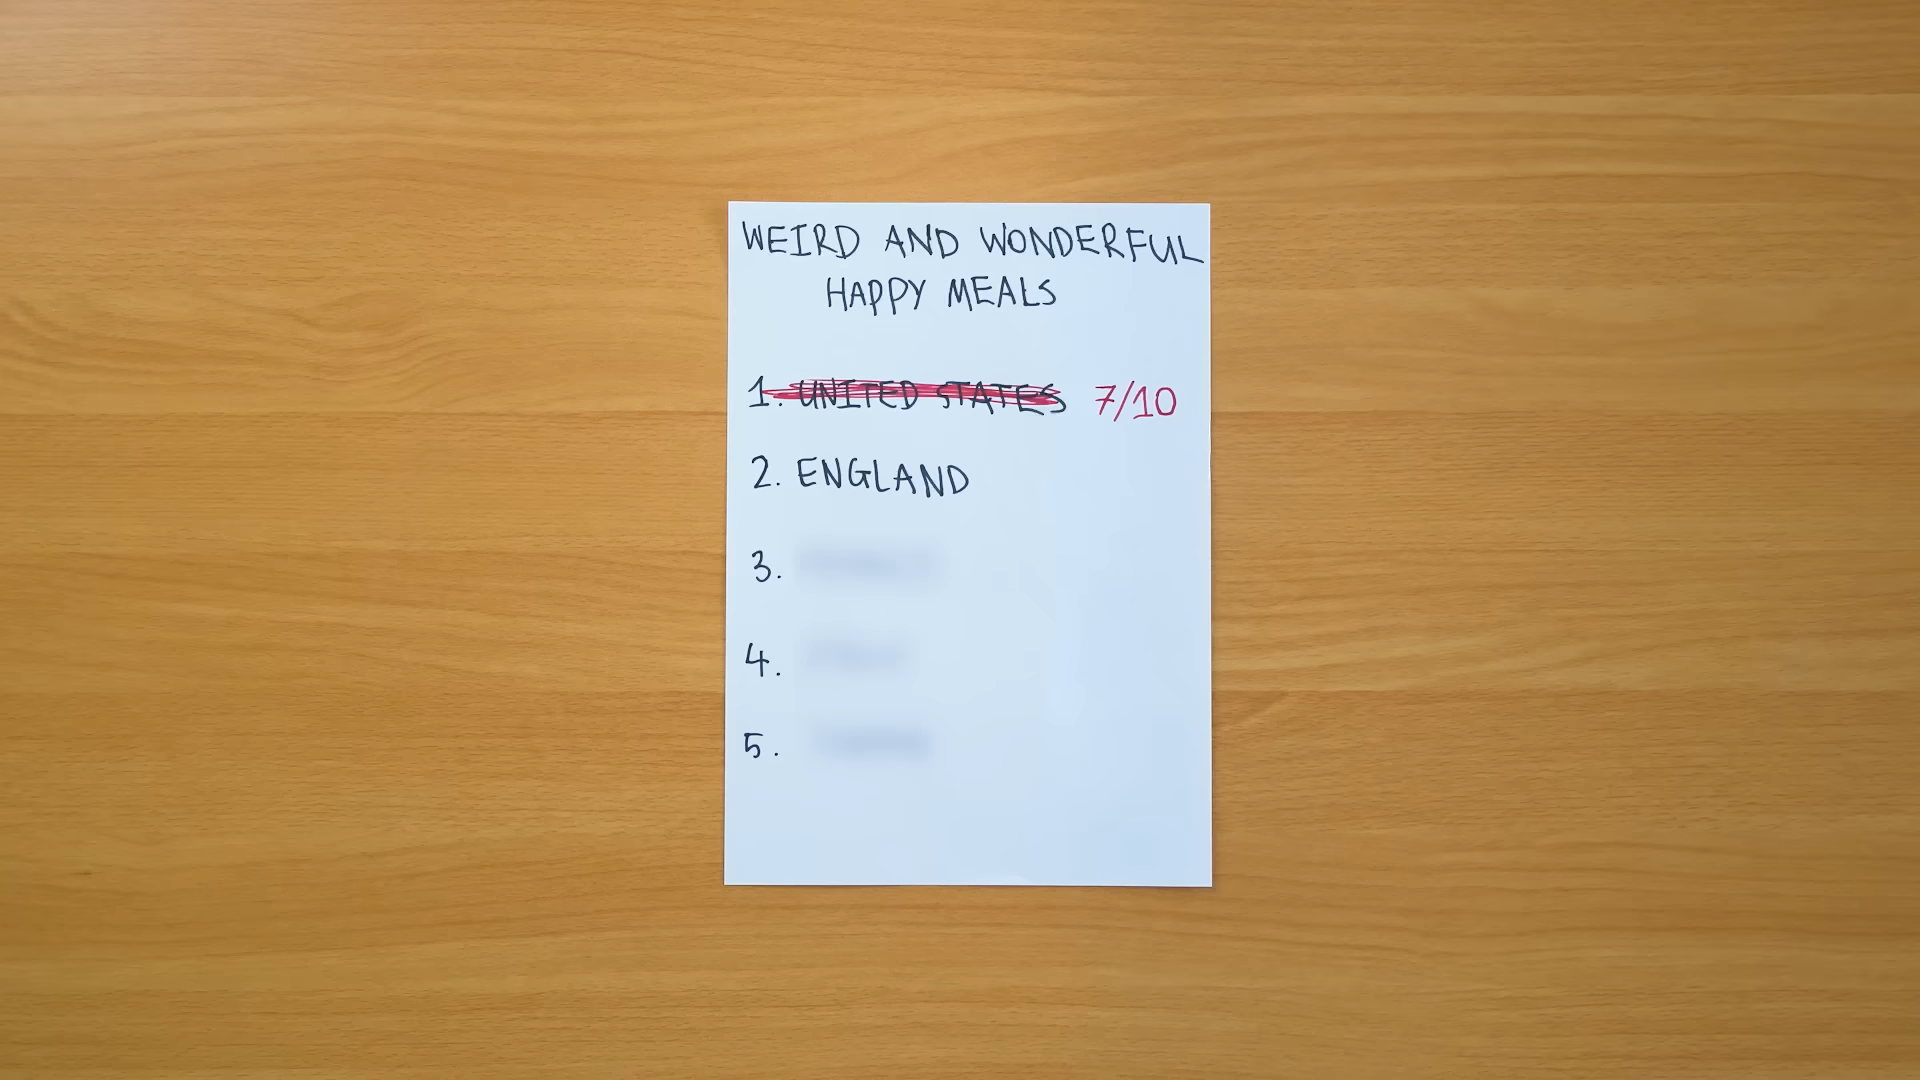 WEIRD AND WONDERFUL
HAPPY MEALS
1. UNITED STATES 7/10
2. ENGLAND
3.
4.
5.